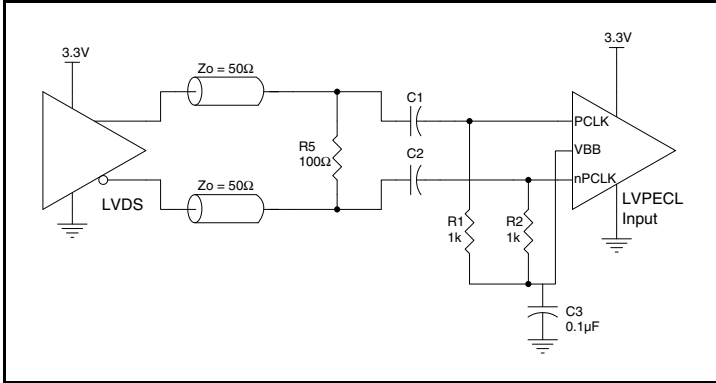 3.3V
3.3V
Zo = 50Ω
C1
PCLK
R5
100Ω
VBB
C2
nPCLK
Zo = 50Ω
LVDS
LVPECL
Input
R1
1k
R2
1k
C3
0.1µF